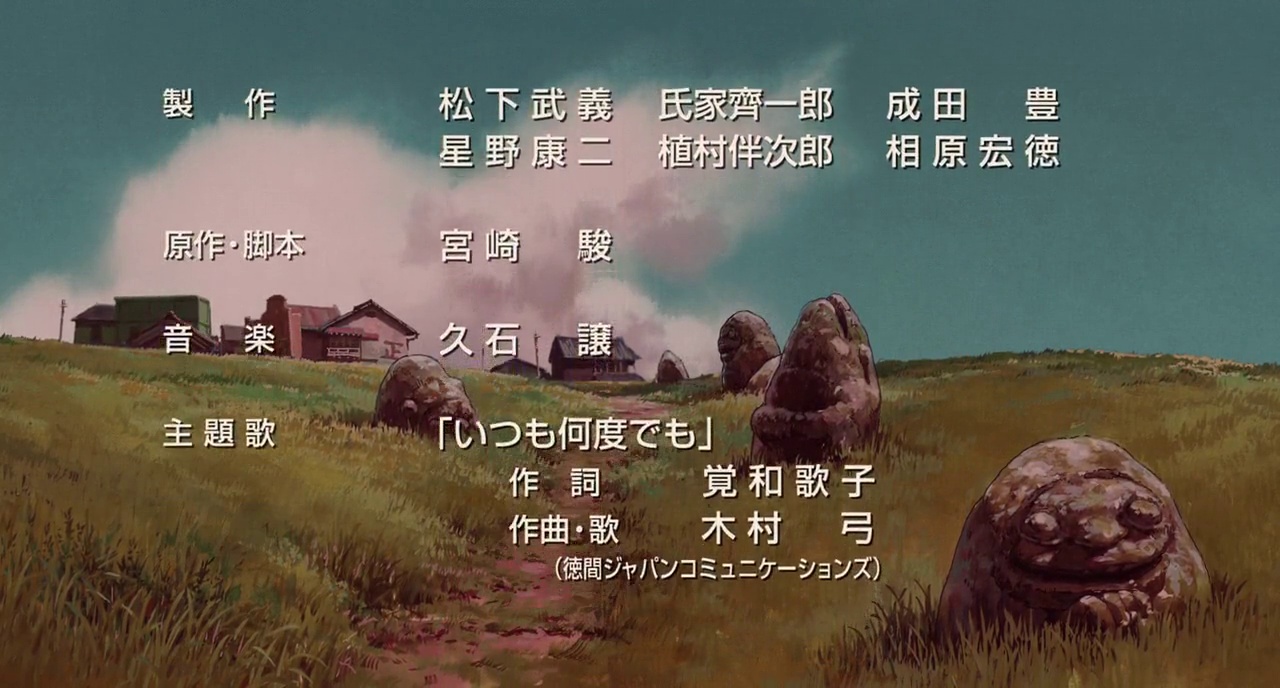 製作 松下武義 氏家齊一郎 成田豊
星野康二 植村伴次郎 相原宏徳
原作・脚本 宮崎駿
音楽 久石譲
主題歌 「いつも何度でも」
作詞 覚和歌子
作曲・歌 木村弓
（徳間ジャパンコミュニケーションズ）